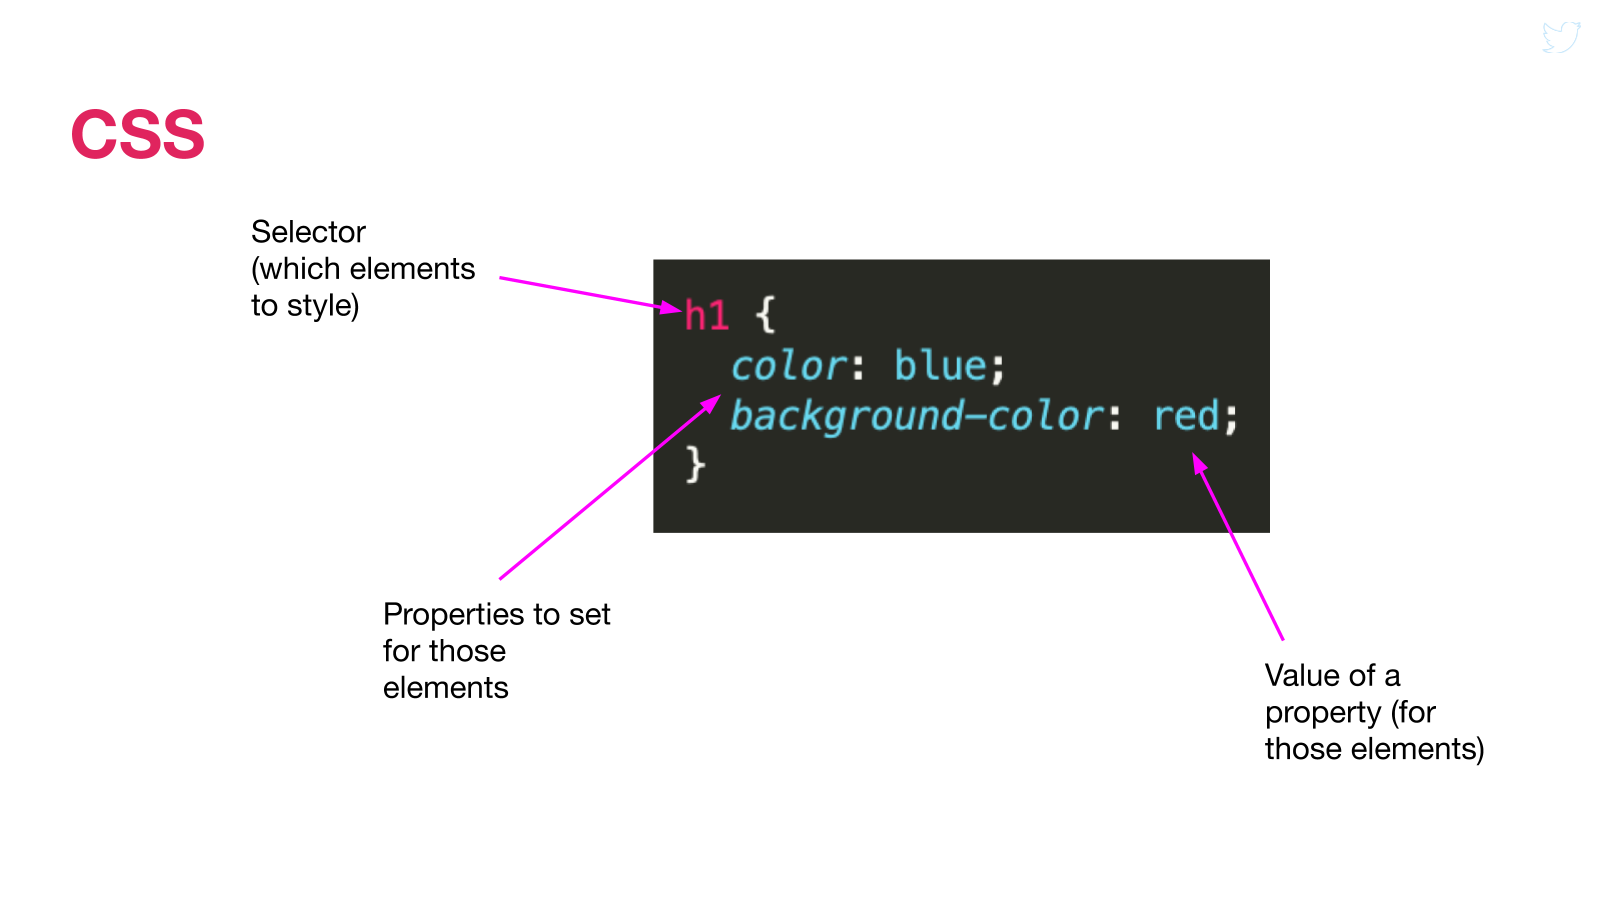 CSS
Selector
(which elements
to style)
h1 {
color: blue;
background-color: red;
}
Properties to set
for those
elements
Value of a
property (for
those elements)